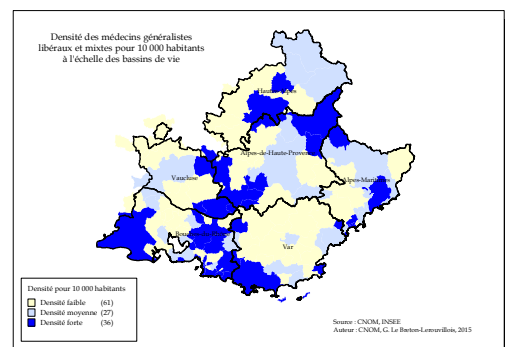 Densité des médecins généralistes
libéraux et mixtes pour 10 000 habitants
à l'échelle des bassins de vie
Hautes-Alpes
Alpes-de-Haute-Provence
Vaucluse
Alpes-Maritimes
Bouches-du-Rhône
Var
Densité pour 10 000 habitants
Densité faible (61)
Densité moyenne (27)
Densité forte (36)
Source : CNOM, INSEE
Auteur : CNOM, G. Le Breton-Lerouvillois, 2015